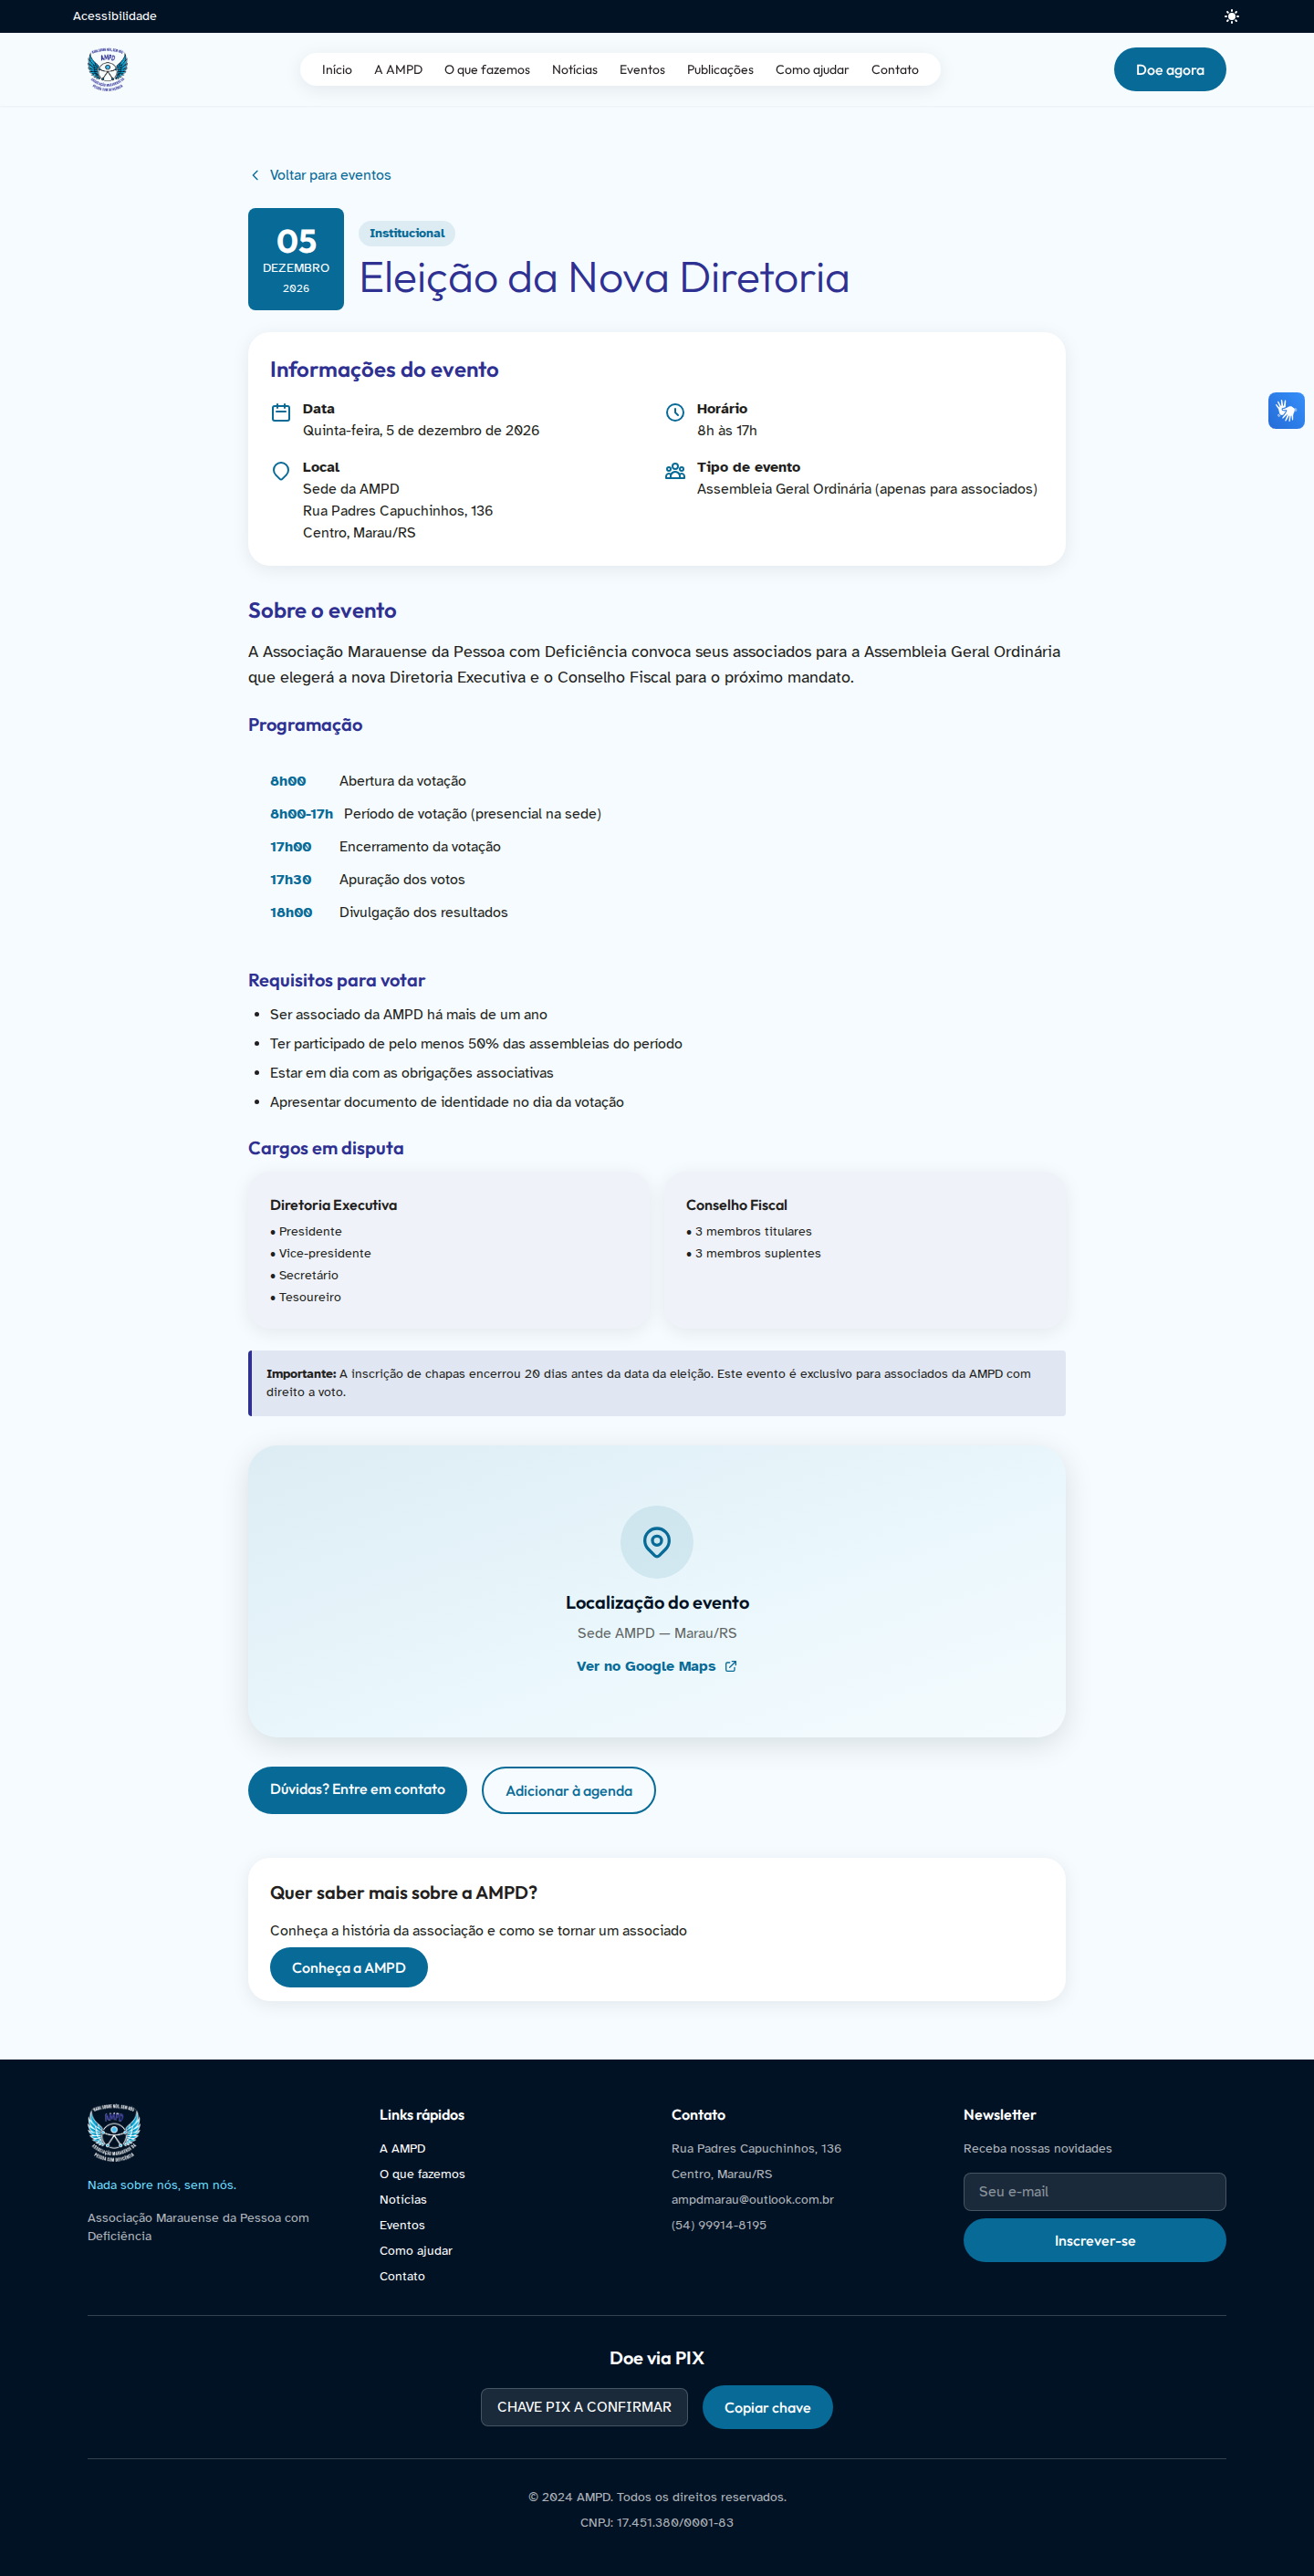 Acessibilidade
AMPD
Início
A AMPD
O que fazemos
Notícias
Eventos
Publicações
Como ajudar
Contato
Doe agora
Voltar para eventos
05
DEZEMBRO
2026
Institucional
Eleição da Nova Diretoria
Informações do evento
Data
Quinta-feira, 5 de dezembro de 2026
Horário
8h às 17h
Local
Sede da AMPD
Rua Padres Capuchinhos, 136
Centro, Marau/RS
Tipo de evento
Assembleia Geral Ordinária (apenas para associados)
Sobre o evento
A Associação Marauense da Pessoa com Deficiência convoca seus associados para a Assembleia Geral Ordinária
que elegerá a nova Diretoria Executiva e o Conselho Fiscal para o próximo mandato.
Programação
8h00 Abertura da votação
8h00-17h Período de votação (presencial na sede)
17h00 Encerramento da votação
17h30 Apuração dos votos
18h00 Divulgação dos resultados
Requisitos para votar
• Ser associado da AMPD há mais de um ano
• Ter participado de pelo menos 50% das assembleias do período
• Estar em dia com as obrigações associativas
• Apresentar documento de identidade no dia da votação
Cargos em disputa
Diretoria Executiva
• Presidente
• Vice-presidente
• Secretário
• Tesoureiro
Conselho Fiscal
• 3 membros titulares
• 3 membros suplentes
Importante: A inscrição de chapas encerrou 20 dias antes da data da eleição. Este evento é exclusivo para associados da AMPD com
direito a voto.
Localização do evento
Sede AMPD — Marau/RS
Ver no Google Maps
Dúvidas? Entre em contato
Adicionar à agenda
Quer saber mais sobre a AMPD?
Conheça a história da associação e como se tornar um associado
Conheça a AMPD
AMPD
Nada sobre nós, sem nós.
Associação Marauense da Pessoa com
Deficiência
Links rápidos
A AMPD
O que fazemos
Notícias
Eventos
Como ajudar
Contato
Contato
Rua Padres Capuchinhos, 136
Centro, Marau/RS
ampdmarau@outlook.com.br
(54) 99914-8195
Newsletter
Receba nossas novidades
Seu e-mail
Inscrever-se
Doe via PIX
CHAVE PIX A CONFIRMAR
Copiar chave
© 2024 AMPD. Todos os direitos reservados.
CNPJ: 17.451.380/0001-83